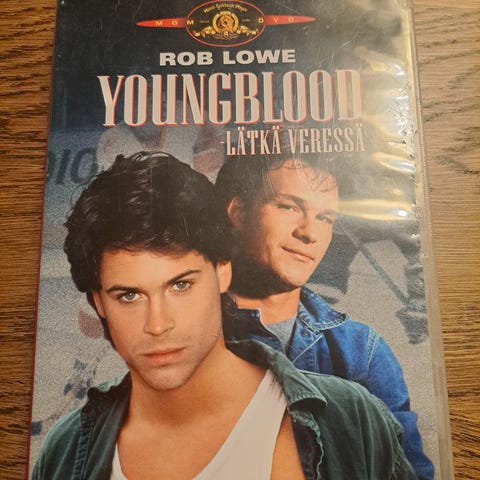 MGM DVD
ROB LOWE
YOUNGBLOOD
-LÄTKÄ VERESSÄ